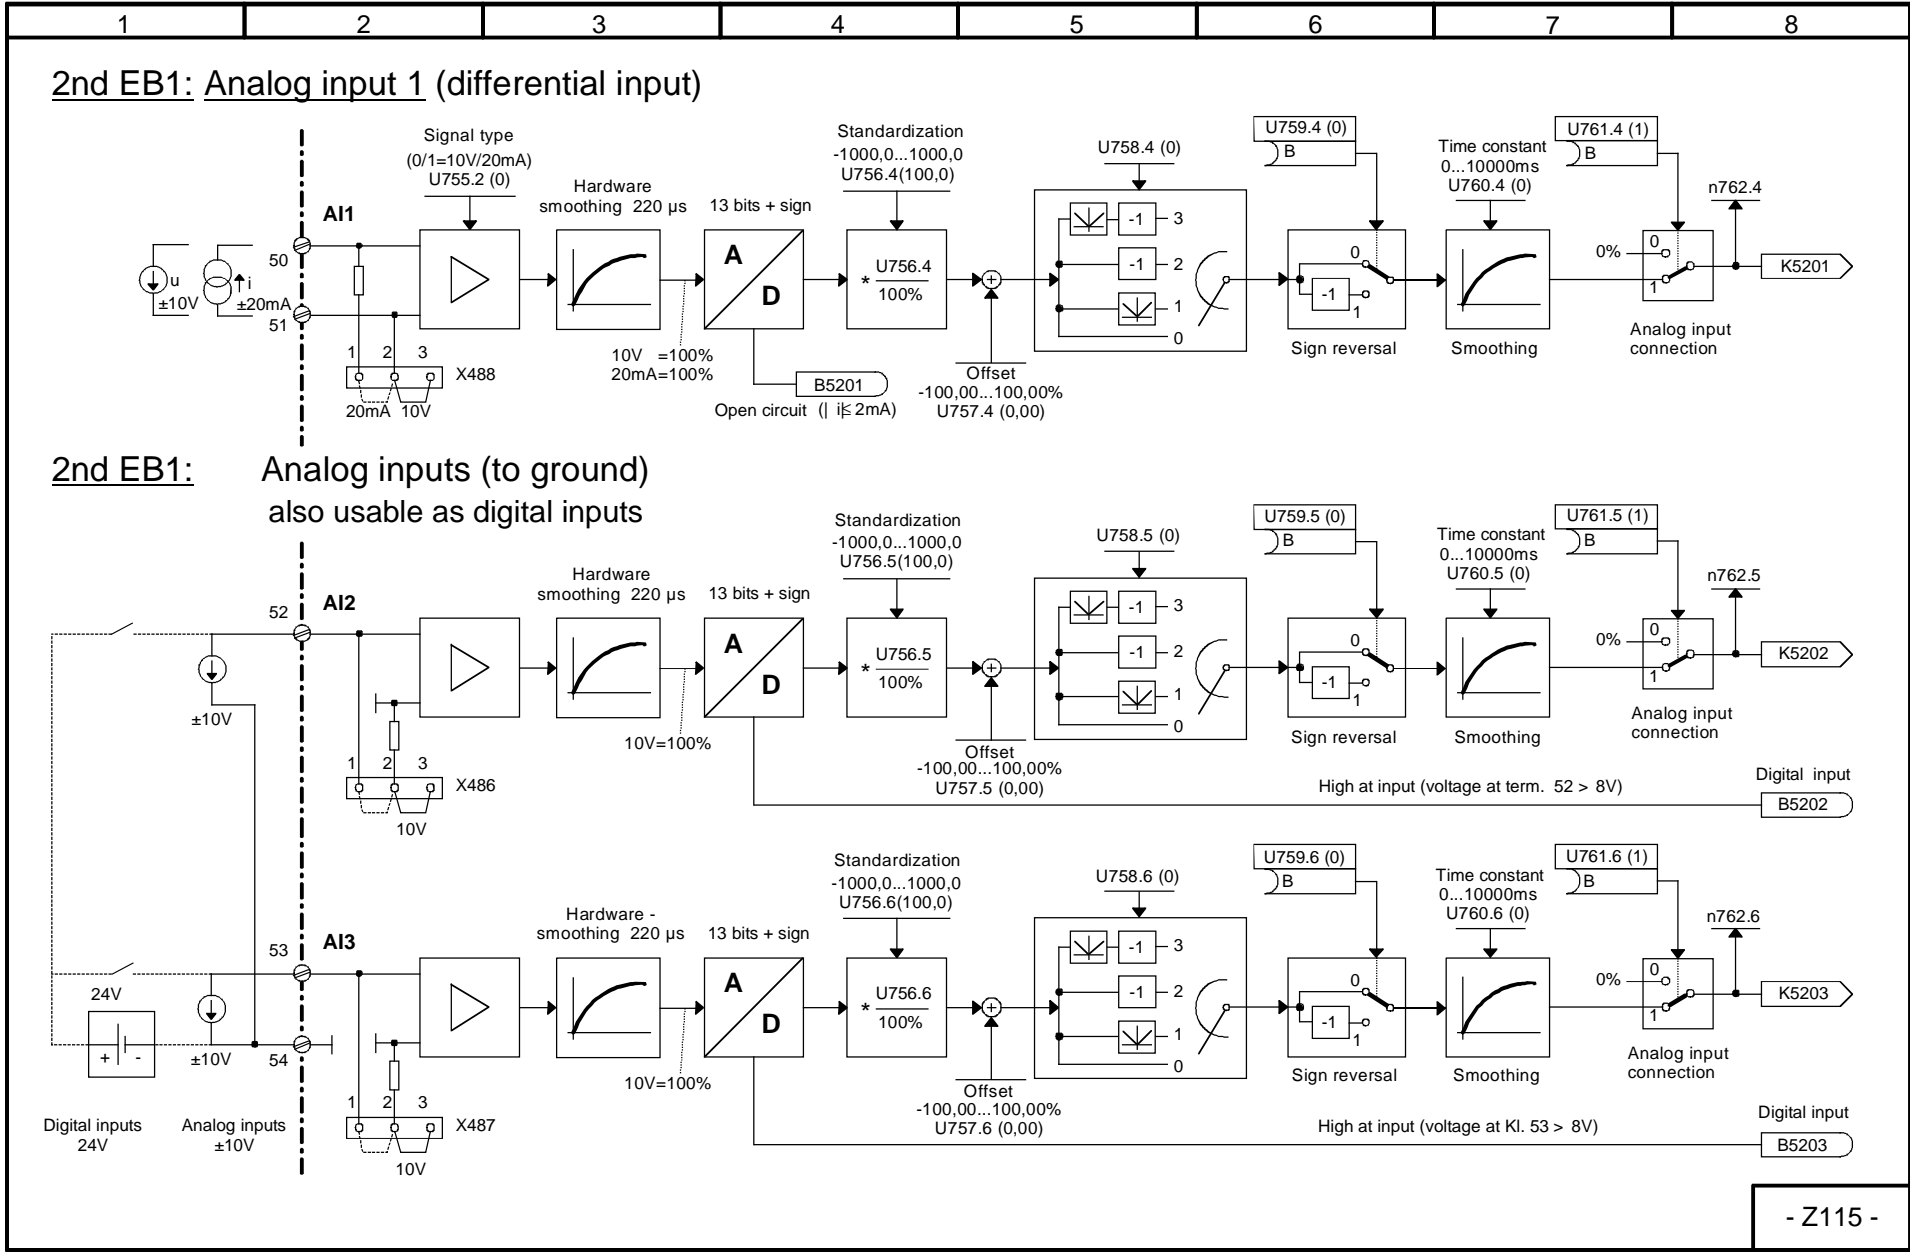 1 2 3 4 5 6 7 8
2nd EB1: Analog input 1 (differential input)
Signal type
(0/1=10V/20mA)
U755.2 (0)
Hardware
smoothing 220 µs
13 bits + sign
Standardization
-1000,0...1000,0
U756.4(100,0)
U758.4 (0)
U759.4 (0)
B
Time constant
0...10000ms
U760.4 (0)
U761.4 (1)
B
n762.4
AI1
50
51
u
±10V
i
±20mA
A
D
* U756.4
100%
-1 3
-1 2
1
0
0
-1
1
0%
0
1
K5201
Sign reversal
Smoothing
Analog input
connection
1 2 3
X488
20mA 10V
10V =100%
20mA=100%
B5201
Open circuit (| i|≤ 2mA)
Offset
-100,00...100,00%
U757.4 (0,00)
2nd EB1: Analog inputs (to ground)
also usable as digital inputs
Hardware
smoothing 220 µs
13 bits + sign
Standardization
-1000,0...1000,0
U756.5(100,0)
U758.5 (0)
U759.5 (0)
B
Time constant
0...10000ms
U760.5 (0)
U761.5 (1)
B
n762.5
52
AI2
±10V
A
D
* U756.5
100%
-1 3
-1 2
1
0
0
-1
1
0%
0
1
K5202
Sign reversal
Smoothing
Analog input
connection
1 2 3
X486
10V
10V=100%
Offset
-100,00...100,00%
U757.5 (0,00)
High at input (voltage at term. 52 > 8V)
Digital input
B5202
Hardware -
smoothing 220 µs
13 bits + sign
Standardization
-1000,0...1000,0
U756.6(100,0)
U758.6 (0)
U759.6 (0)
B
Time constant
0...10000ms
U760.6 (0)
U761.6 (1)
B
n762.6
53
AI3
24V
+ -
±10V
54
A
D
* U756.6
100%
-1 3
-1 2
1
0
0
-1
1
0%
0
1
K5203
Sign reversal
Smoothing
Analog input
connection
1 2 3
X487
10V
10V=100%
Offset
-100,00...100,00%
U757.6 (0,00)
High at input (voltage at Kl. 53 > 8V)
Digital input
B5203
Digital inputs
24V
Analog inputs
±10V
- Z115 -